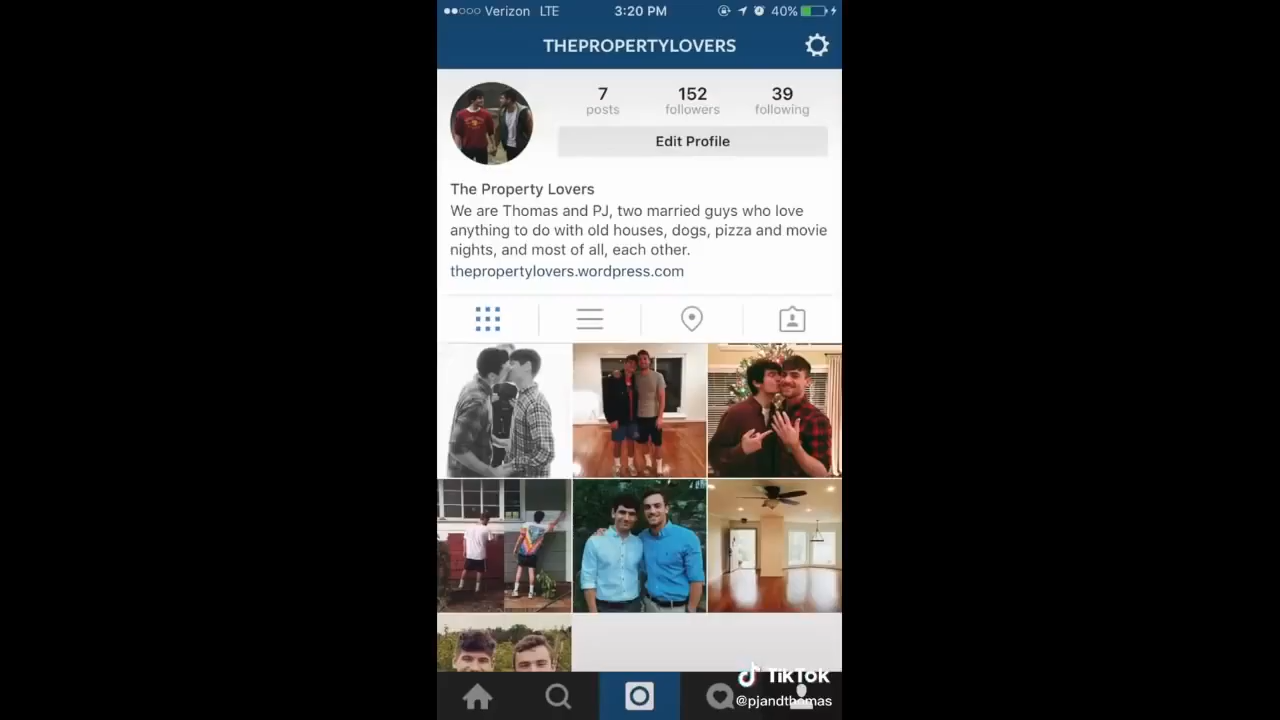 Verizon LTE 3:20 PM 40%
THEPROPERTYLOVERS
7 152 39
posts followers following
Edit Profile
The Property Lovers
We are Thomas and PJ, two married guys who love
anything to do with old houses, dogs, pizza and movie
nights, and most of all, each other.
thepropertylovers.wordpress.com
TikTok
@pjandthomas